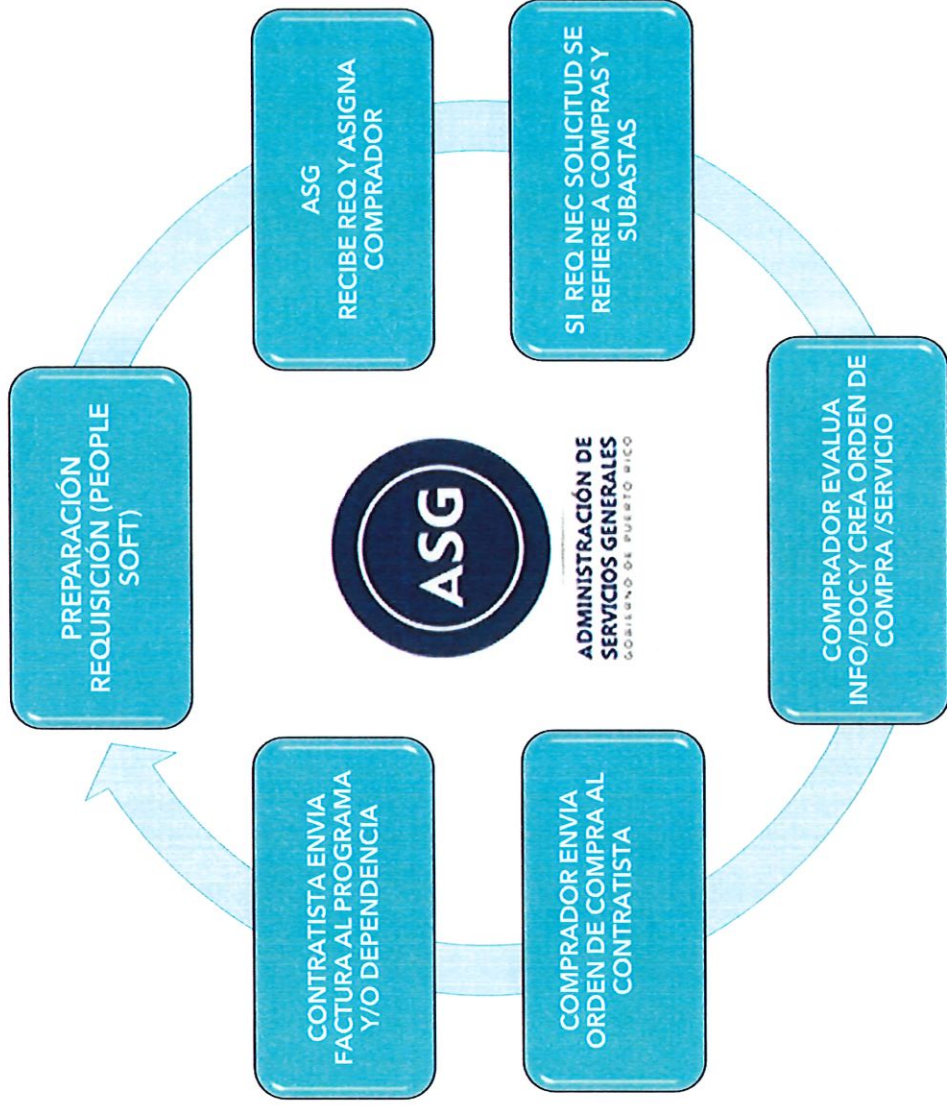 PREPARACIÓN
REQUISICIÓN (PEOPLE
SOFT)
ASG
RECIBE REQ Y ASIGNA
COMPRADOR
SI REQ NEC SOLICITUD SE
REFIERE A COMPRAS Y
SUBASTAS
COMPRADOR EVALUA
INFO/DOC Y CREA ORDEN DE
COMPRA /SERVICIO
COMPRADOR ENVIA
ORDEN DE COMPRA AL
CONTRATISTA
CONTRATISTA ENVIA
FACTURA AL PROGRAMA
Y/O DEPENDENCIA
ASG
ADMINISTRACIÓN DE
SERVICIOS GENERALES
GOBIERNO DE PUERTO RICO